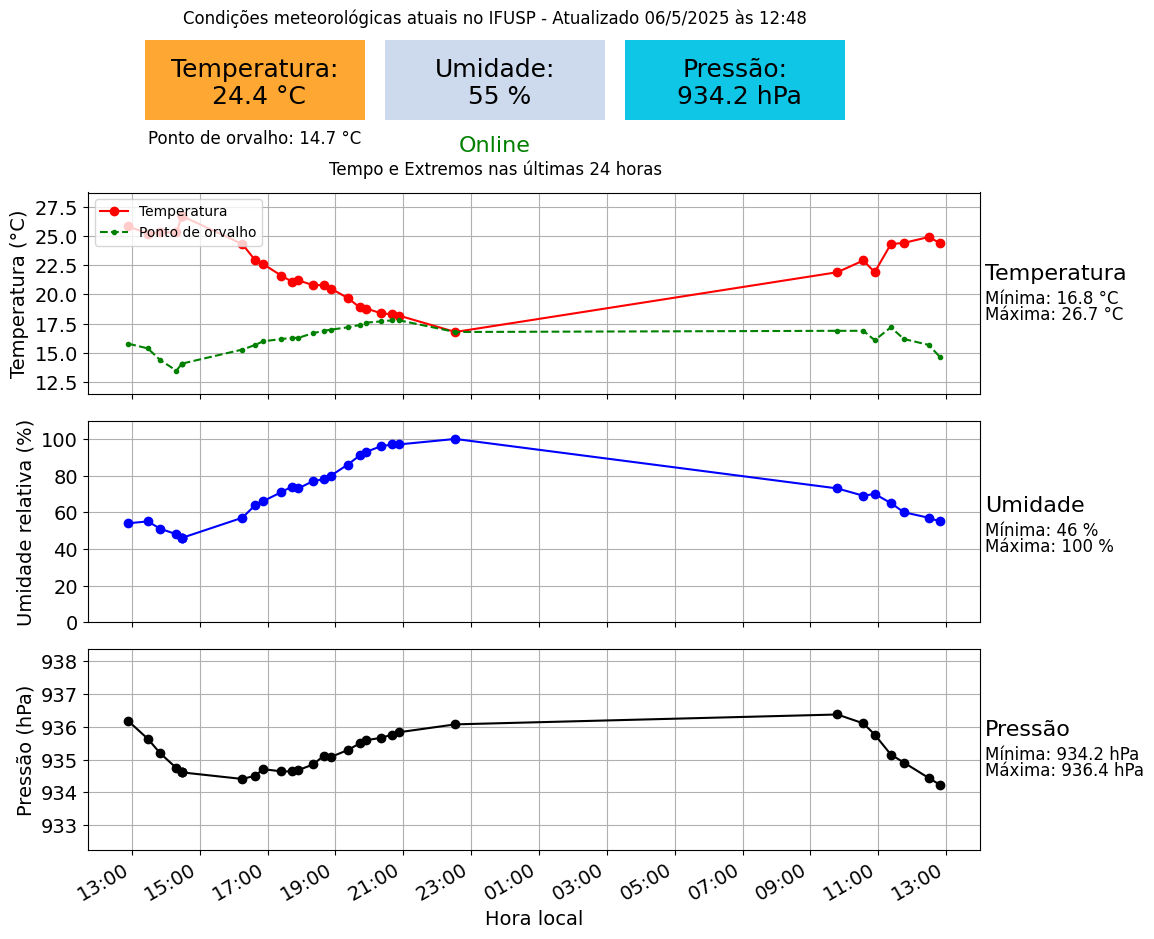 Condições meteorológicas atuais no IFUSP - Atualizado 06/5/2025 às 12:48
Temperatura:
24.4 °C
Umidade:
55 %
Pressão:
934.2 hPa
Ponto de orvalho: 14.7 °C
Online
Tempo e Extremos nas últimas 24 horas
Temperatura (°C)
27.5
25.0
22.5
20.0
17.5
15.0
12.5
Temperatura
Ponto de orvalho
Temperatura
Mínima: 16.8 °C
Máxima: 26.7 °C
Umidade relativa (%)
100
80
60
40
20
0
Umidade
Mínima: 46 %
Máxima: 100 %
Pressão (hPa)
938
937
936
935
934
933
Pressão
Mínima: 934.2 hPa
Máxima: 936.4 hPa
13:00 15:00 17:00 19:00 21:00 23:00 01:00 03:00 05:00 07:00 09:00 11:00 13:00
Hora local